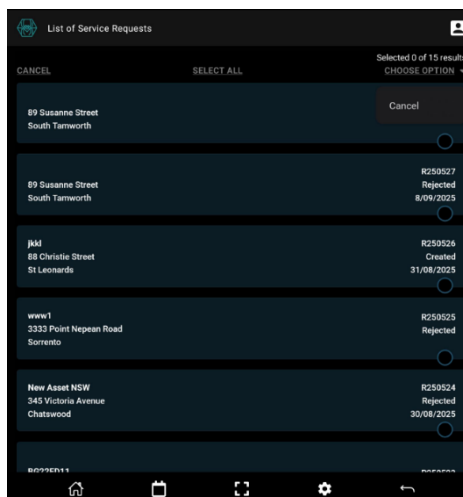 List of Service Requests
Selected 0 of 15 results
CANCEL
SELECT ALL
CHOOSE OPTION
Cancel
89 Susanne Street
South Tamworth
R250527
89 Susanne Street
Rejected
South Tamworth
8/09/2025
jkkl
R250526
88 Christie Street
Created
St Leonards
31/08/2025
www1
R250525
3333 Point Nepean Road
Rejected
Sorrento
New Asset NSW
R250524
345 Victoria Avenue
Rejected
Chatswood
30/08/2025